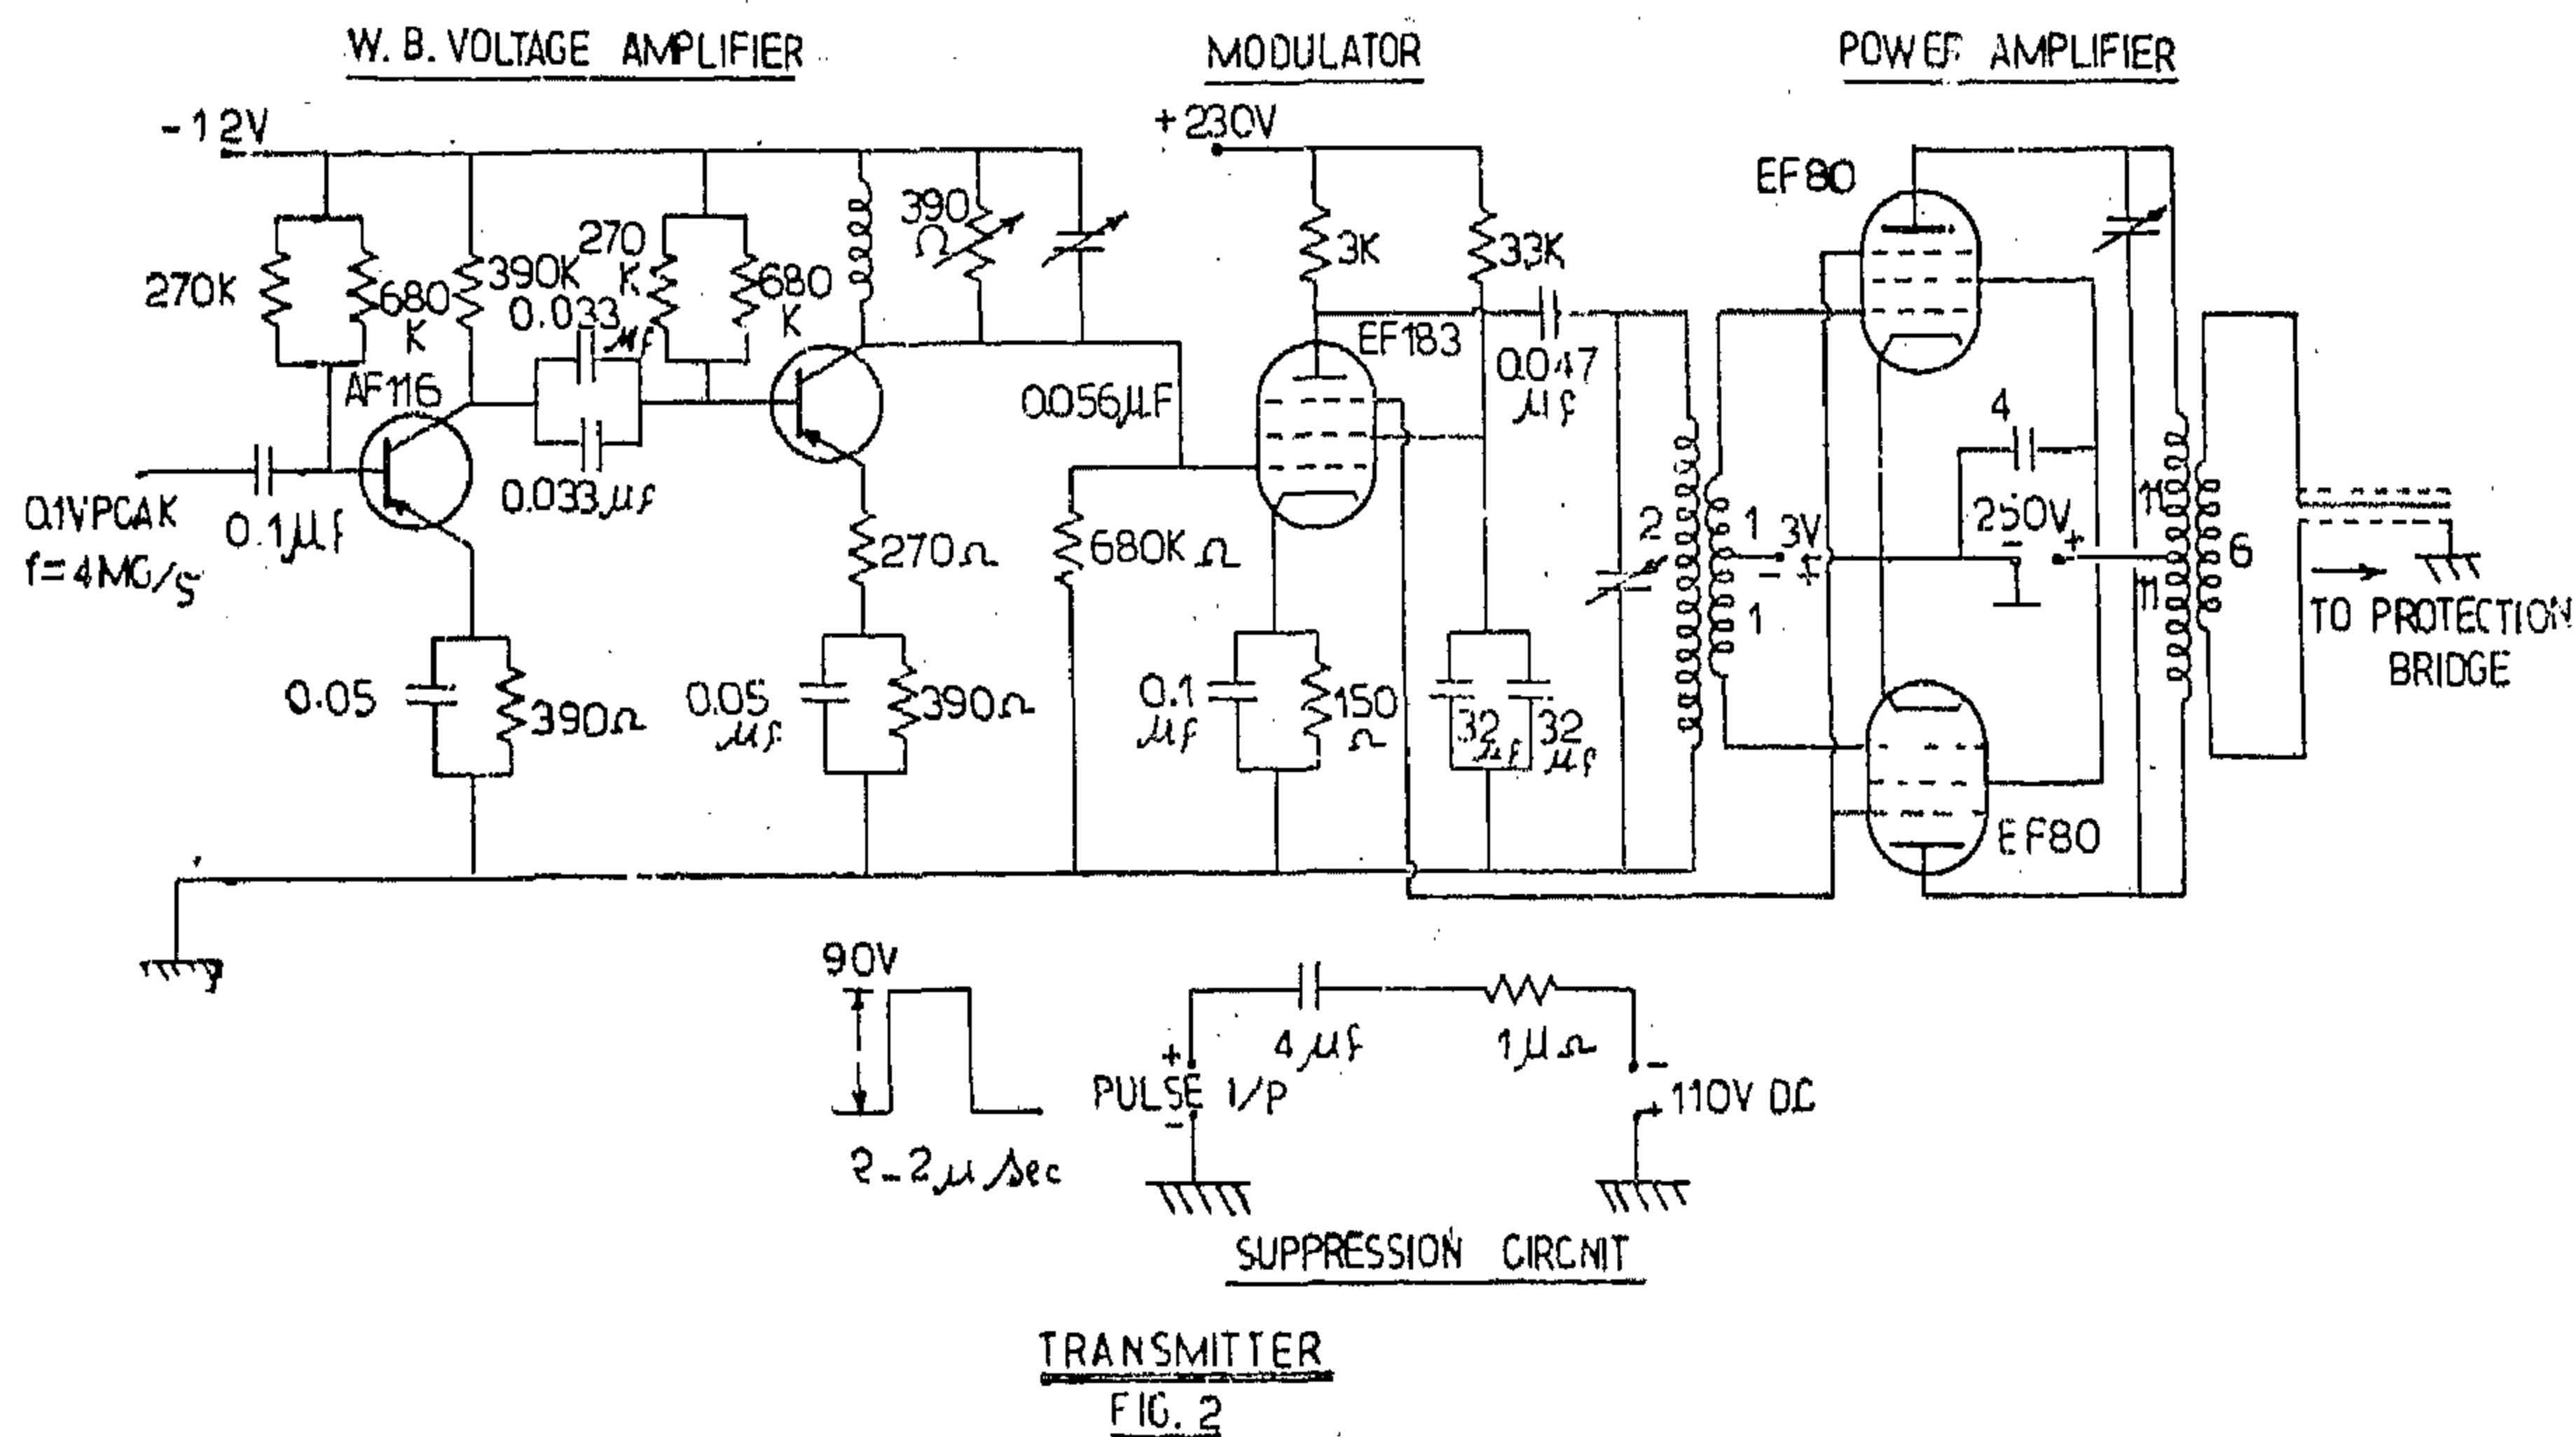 W. B. VOLTAGE AMPLIFIER
MODULATOR
POWER AMPLIFIER
-12V
+230V
EF80
270K
680
K
390K
0.033
μf
270
K
680
K
390
Ω
3K
33K
AF116
EF183
0.047
μf
0.056μF
4
0.1VPCAK
f=4MC/S
0.1μf
0.033μf
270Ω
680KΩ
2
1
3V
- +
1
250V
- +
11
11
6
TO PROTECTION
BRIDGE
0.05
390Ω
0.05
μf
390Ω
0.1
μf
150
Ω
32
μf
32
μf
EF80
90V
2-2μ sec
4μf
1μΩ
+
PULSE I/P
-
-
110V DC
+
SUPPRESSION CIRCNIT
TRANSMITTER
FIG. 2